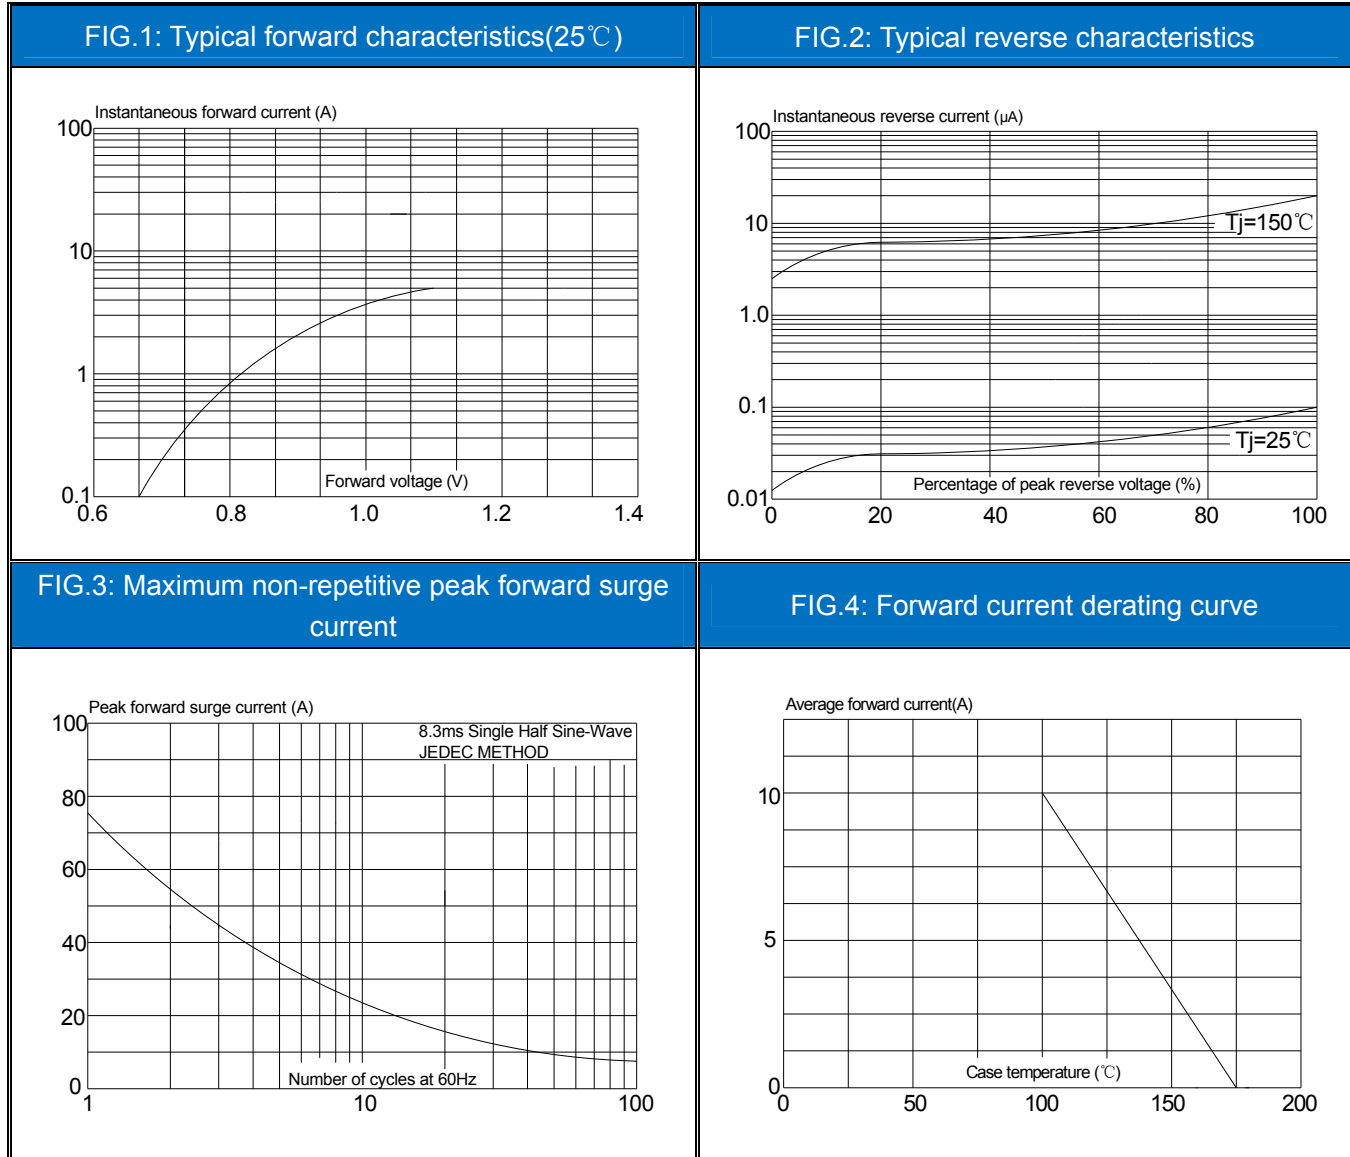 FIG.1: Typical forward characteristics(25℃)
Instantaneous forward current (A)
100
10
1
0.1
Forward voltage (V)
0.6 0.8 1.0 1.2 1.4
FIG.2: Typical reverse characteristics
Instantaneous reverse current (μA)
100
10
Tj=150℃
1.0
0.1
Tj=25℃
0.01
Percentage of peak reverse voltage (%)
0 20 40 60 80 100
FIG.3: Maximum non-repetitive peak forward surge
current
Peak forward surge current (A)
100
8.3ms Single Half Sine-Wave
JEDEC METHOD
80
60
40
20
0
Number of cycles at 60Hz
1 10 100
FIG.4: Forward current derating curve
Average forward current(A)
10
5
0
Case temperature (℃)
0 50 100 150 200